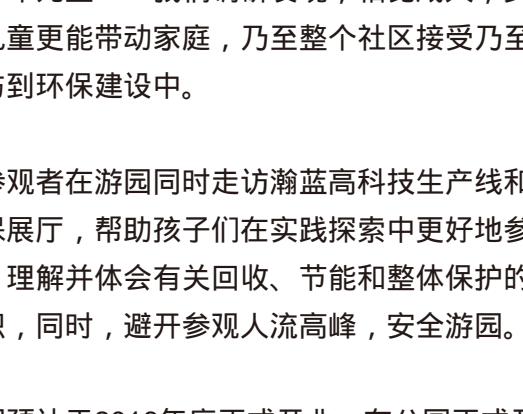 儿童更能带动家庭，乃至整个社区接受乃至
与到环保建设中。
参观者在游园同时走访瀚蓝高科技生产线和
保展厅，帮助孩子们在实践探索中更好地参
理解并体会有关回收、节能和整体保护的
识，同时，避开参观人流高峰，安全游园。